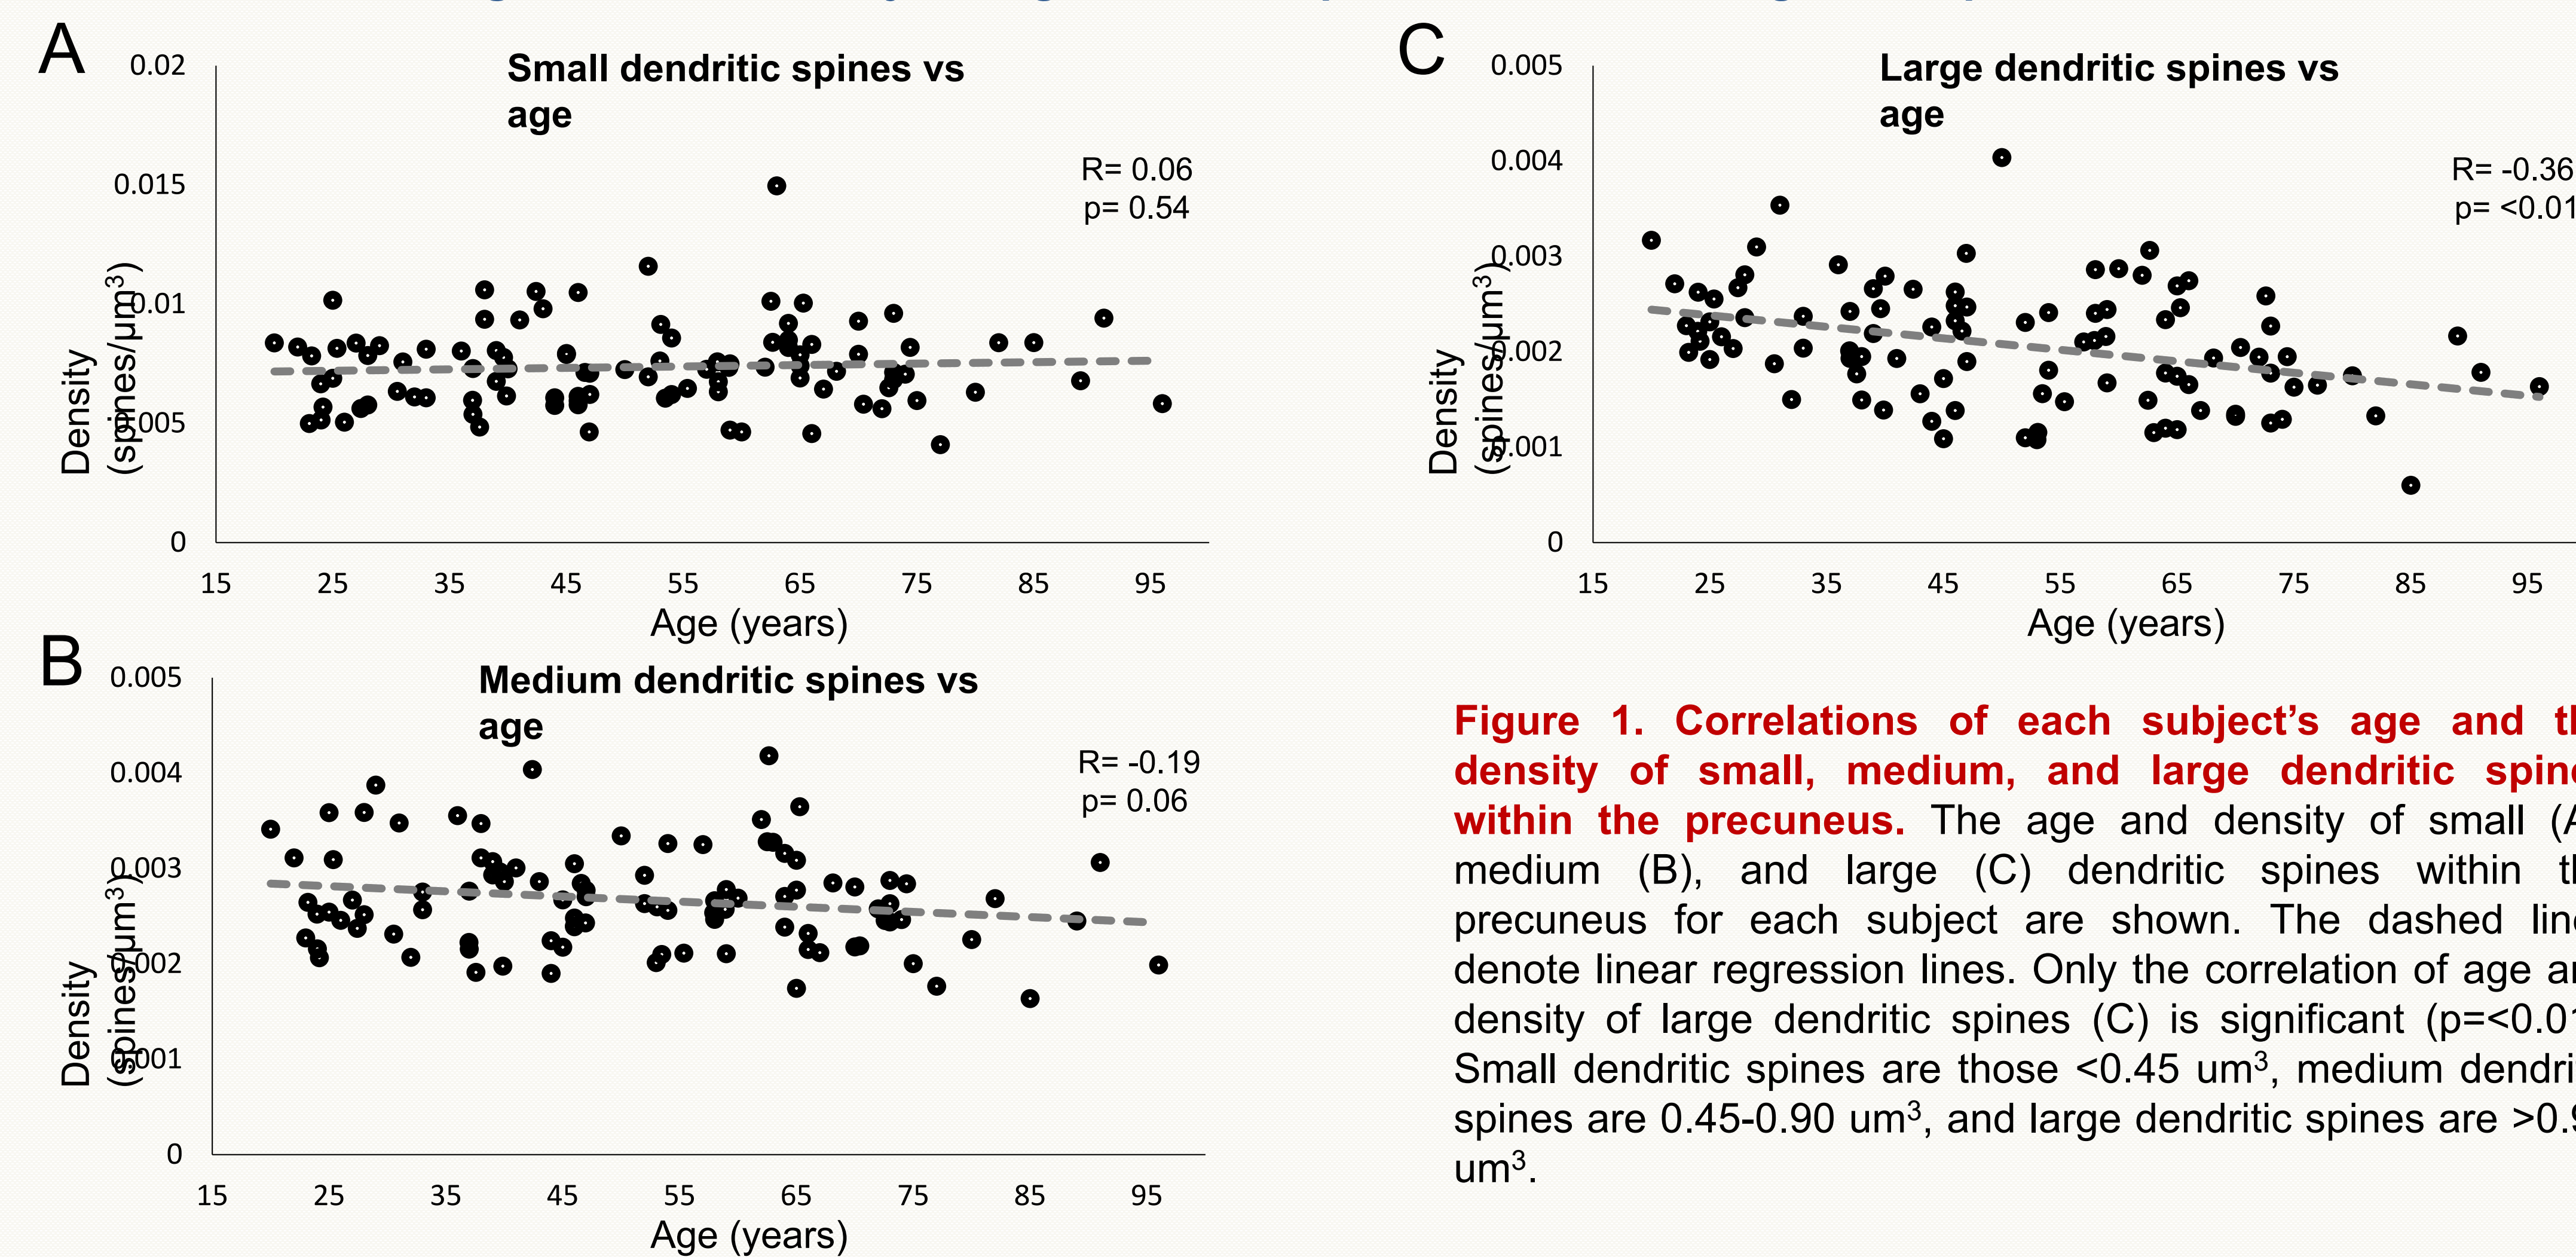 A
Small dendritic spines vs
age
R= 0.06
p= 0.54
0.02
0.015
0.01
0.005
0
Density
(spines/μm³)
15 25 35 45 55 65 75 85 95
Age (years)
B
Medium dendritic spines vs
age
R= -0.19
p= 0.06
0.005
0.004
0.003
0.002
0.001
0
Density
(spines/um³)
15 25 35 45 55 65 75 85 95
Age (years)
C
Large dendritic spines vs
age
R= -0.36
p= <0.01
0.005
0.004
0.003
0.002
0.001
0
Density
(spines/μm³)
15 25 35 45 55 65 75 85 95
Age (years)
Figure 1. Correlations of each subject’s age and
density of small, medium, and large dendritic
within the precuneus. The age and density of small
medium (B), and large (C) dendritic spines within
precuneus for each subject are shown. The dashed
denote linear regression lines. Only the correlation of age
density of large dendritic spines (C) is significant (p=<0.01
Small dendritic spines are those <0.45 um³, medium
spines are 0.45-0.90 um³, and large dendritic spines are
um³.